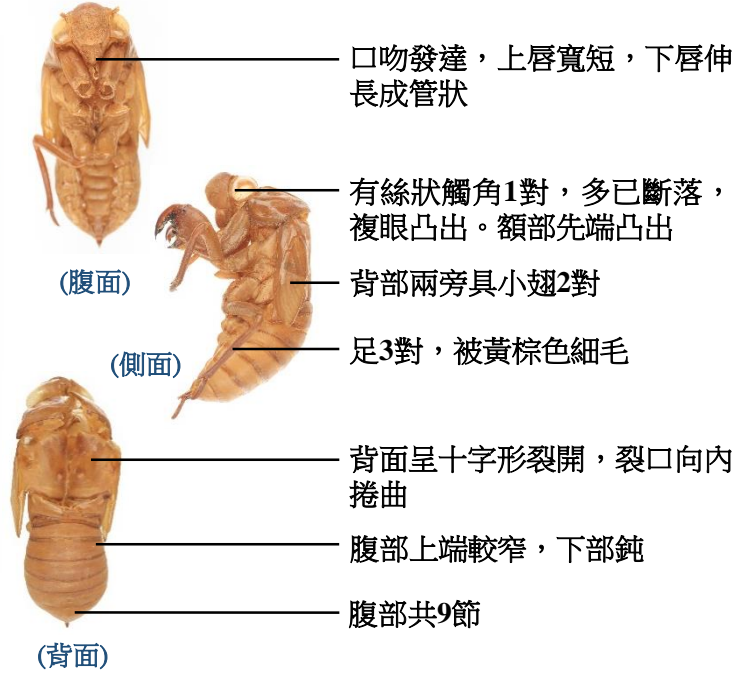 口吻發達，上唇寬短，下唇伸
長成管狀
有絲狀觸角1對，多已斷落，
複眼凸出。額部先端凸出
(腹面)
背部兩旁具小翅2對
足3對，被黃棕色細毛
(側面)
背面呈十字形裂開，裂口向內
捲曲
腹部上端較窄，下部鈍
腹部共9節
(背面)